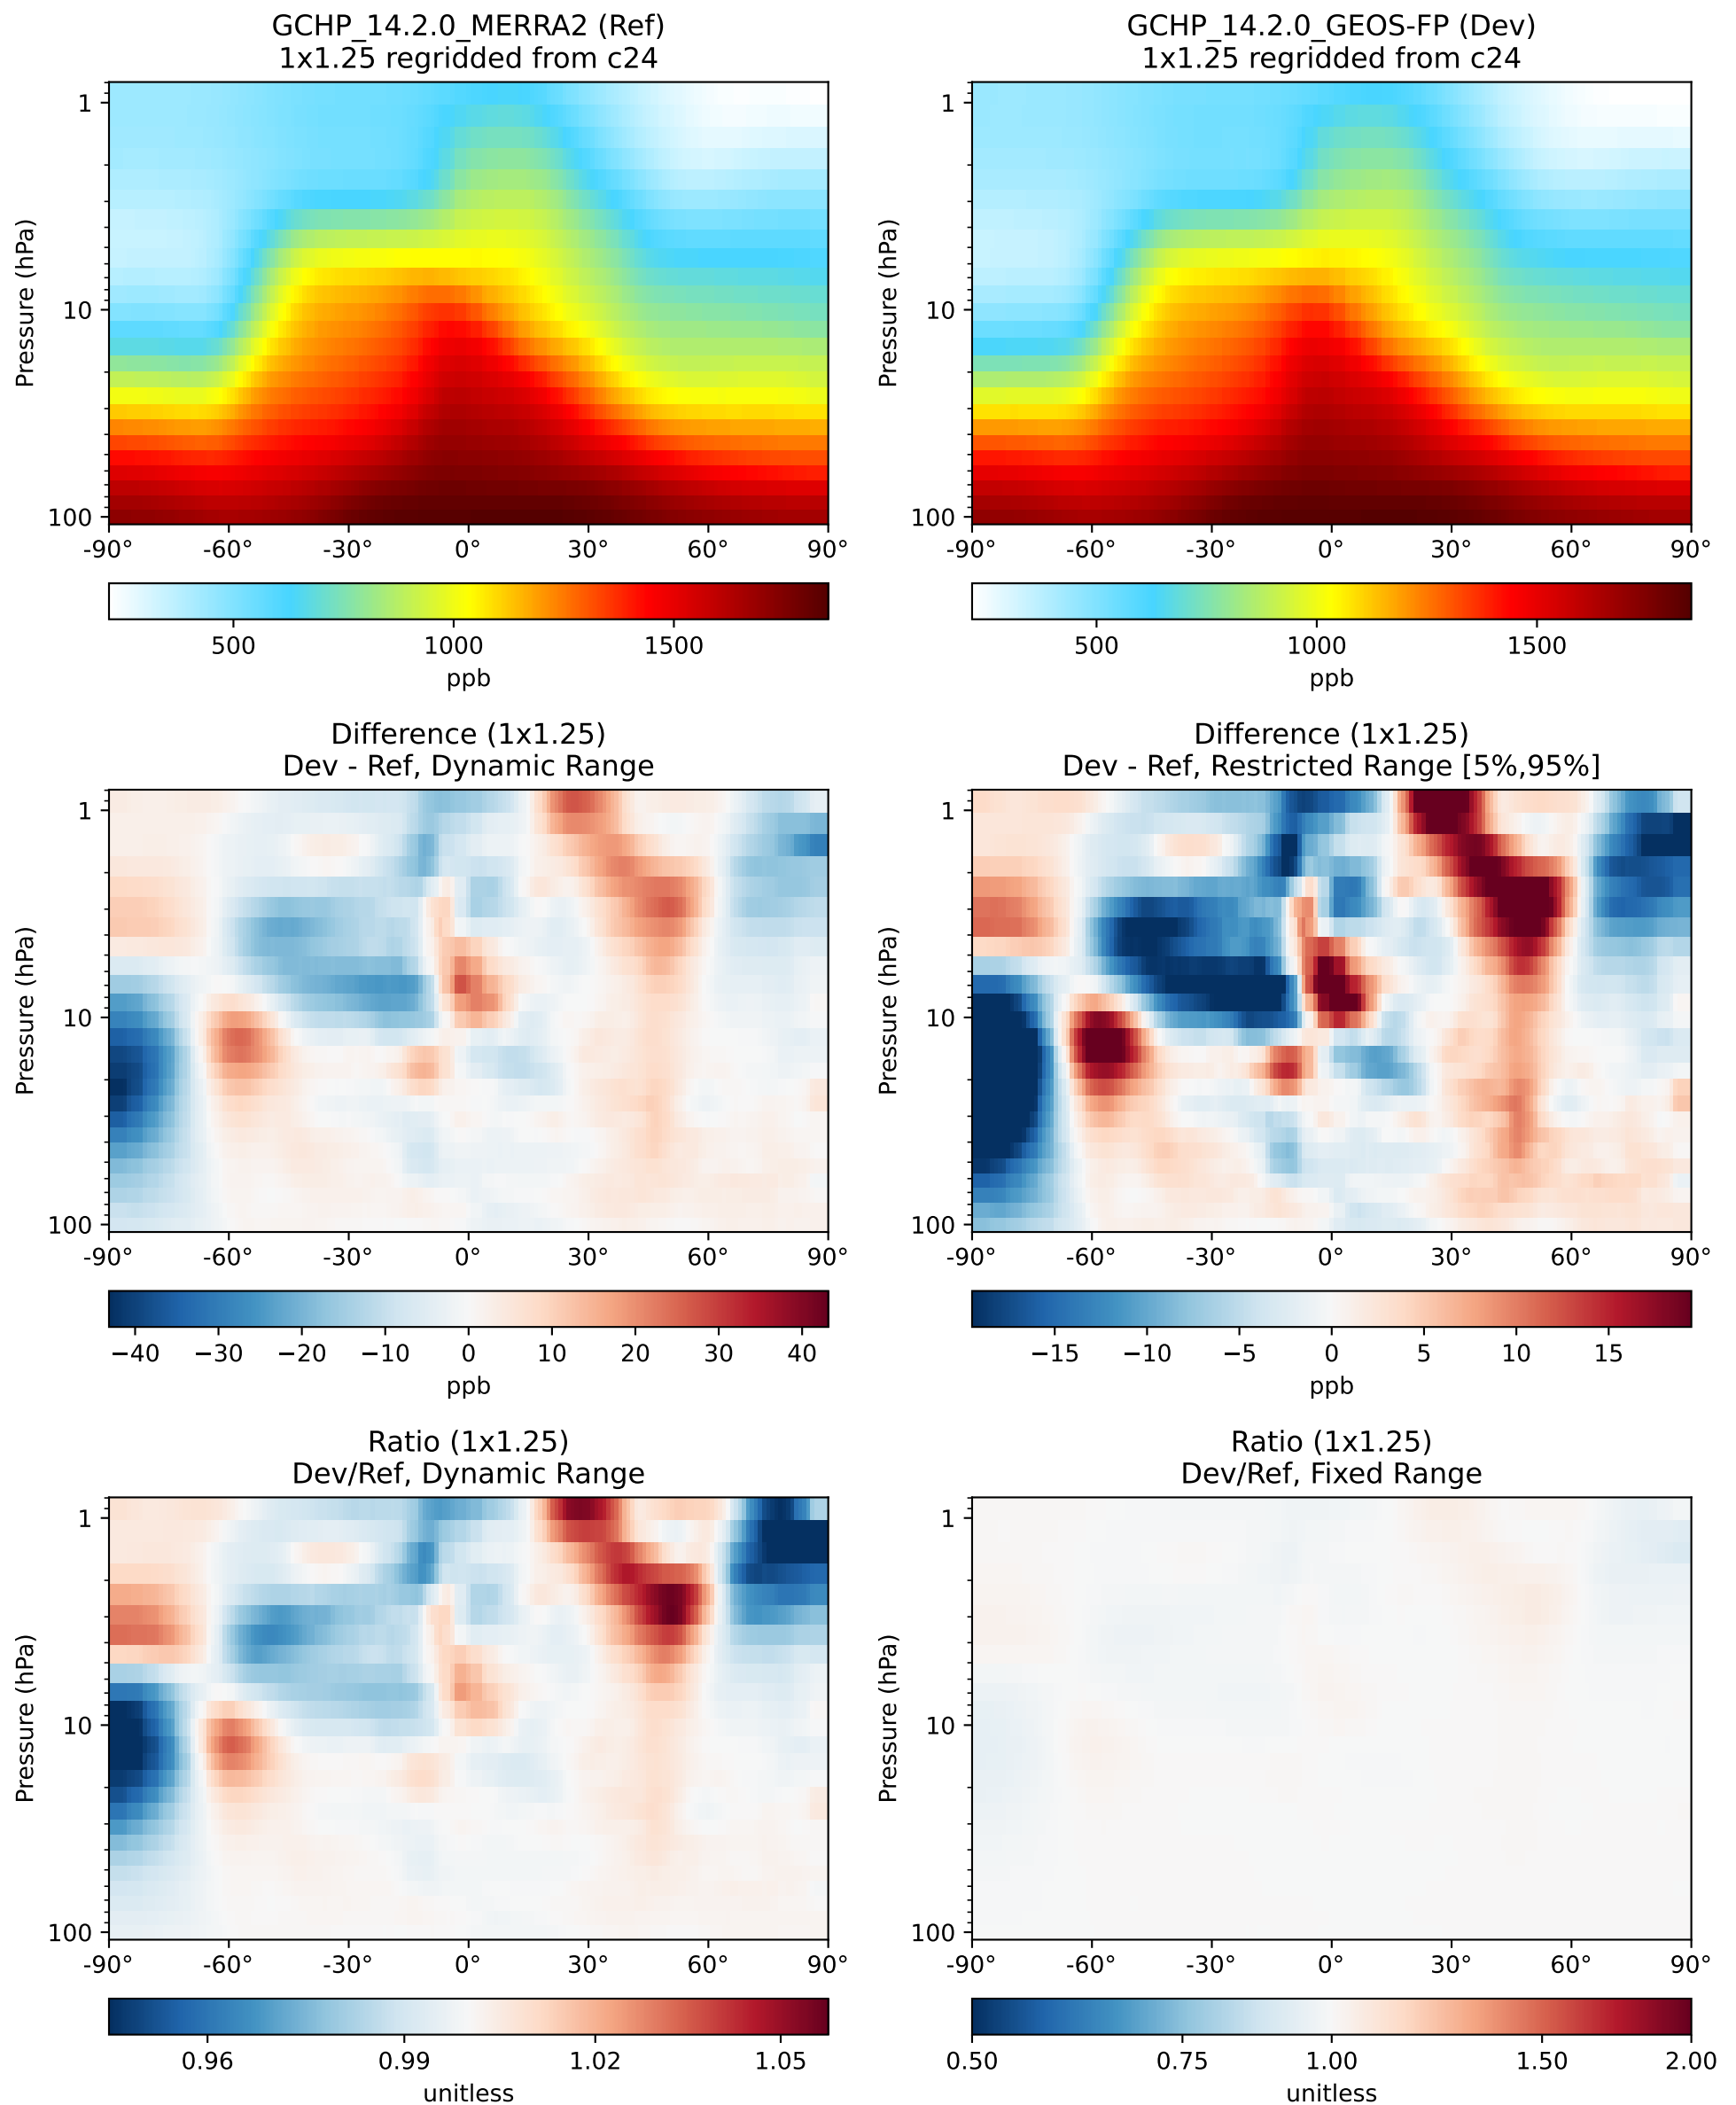 GCHP_14.2.0_MERRA2 (Ref)
1x1.25 regridded from c24
Pressure (hPa)
1
10
100
-90° -60° -30° 0° 30° 60° 90°
500 1000 1500
ppb
GCHP_14.2.0_GEOS-FP (Dev)
1x1.25 regridded from c24
Pressure (hPa)
1
10
100
-90° -60° -30° 0° 30° 60° 90°
500 1000 1500
ppb
Difference (1x1.25)
Dev - Ref, Dynamic Range
Pressure (hPa)
1
10
100
-90° -60° -30° 0° 30° 60° 90°
−40 −30 −20 −10 0 10 20 30 40
ppb
Difference (1x1.25)
Dev - Ref, Restricted Range [5%,95%]
Pressure (hPa)
1
10
100
-90° -60° -30° 0° 30° 60° 90°
−15 −10 −5 0 5 10 15
ppb
Ratio (1x1.25)
Dev/Ref, Dynamic Range
Pressure (hPa)
1
10
100
-90° -60° -30° 0° 30° 60° 90°
0.96 0.99 1.02 1.05
unitless
Ratio (1x1.25)
Dev/Ref, Fixed Range
Pressure (hPa)
1
10
100
-90° -60° -30° 0° 30° 60° 90°
0.50 0.75 1.00 1.50 2.00
unitless